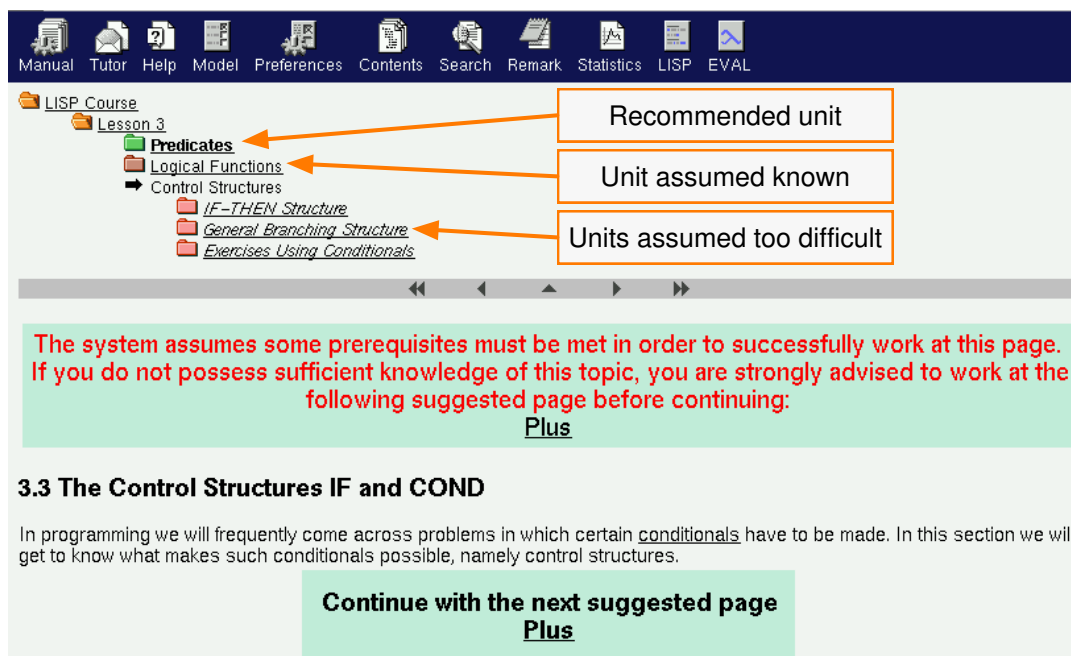 Manual Tutor Help Model Preferences Contents Search Remark Statistics LISP EVAL
LISP Course
Lesson 3
Predicates
Logical Functions
Control Structures
IF-THEN Structure
General Branching Structure
Exercises Using Conditionals
Recommended unit
Unit assumed known
Units assumed too difficult
The system assumes some prerequisites must be met in order to successfully work at this page.
If you do not possess sufficient knowledge of this topic, you are strongly advised to work at the
following suggested page before continuing:
Plus
3.3 The Control Structures IF and COND
In programming we will frequently come across problems in which certain conditionals have to be made. In this section we wil
get to know what makes such conditionals possible, namely control structures.
Continue with the next suggested page
Plus